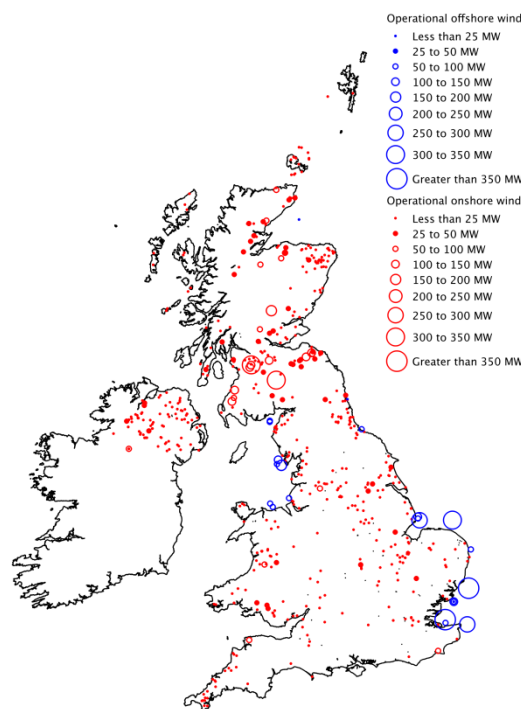 Operational offshore wind
Less than 25 MW
25 to 50 MW
50 to 100 MW
100 to 150 MW
150 to 200 MW
200 to 250 MW
250 to 300 MW
300 to 350 MW
Greater than 350 MW
Operational onshore wind
Less than 25 MW
25 to 50 MW
50 to 100 MW
100 to 150 MW
150 to 200 MW
200 to 250 MW
250 to 300 MW
300 to 350 MW
Greater than 350 MW